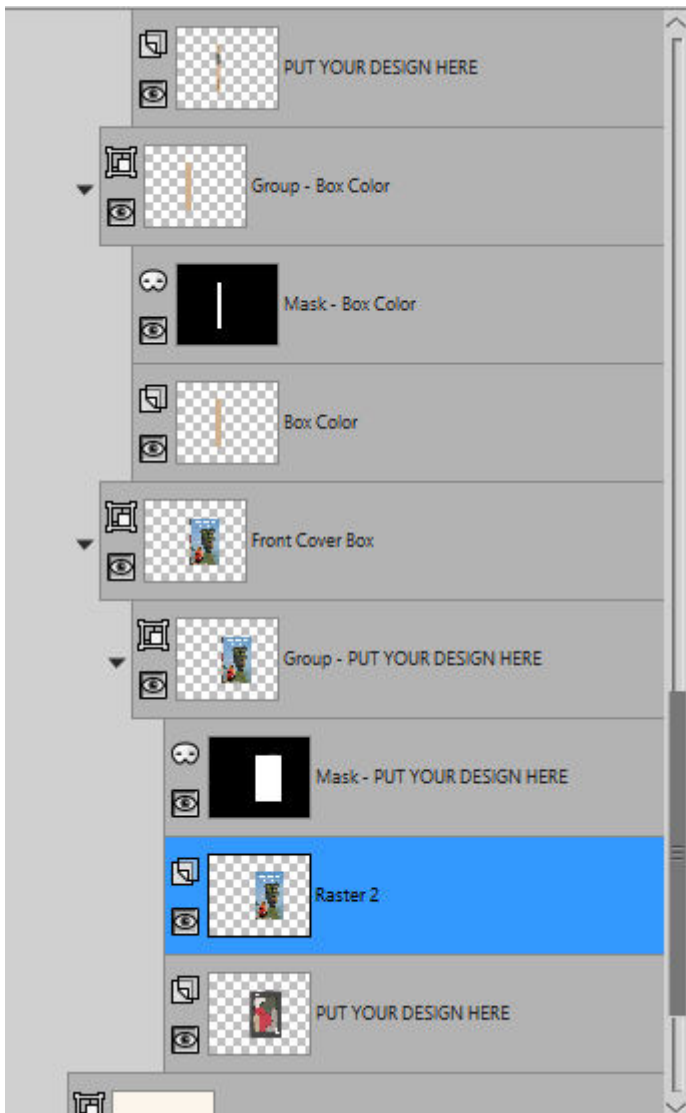 PUT YOUR DESIGN HERE
Group - Box Color
Mask - Box Color
Box Color
Front Cover Box
Group - PUT YOUR DESIGN HERE
Mask - PUT YOUR DESIGN HERE
Raster 2
PUT YOUR DESIGN HERE